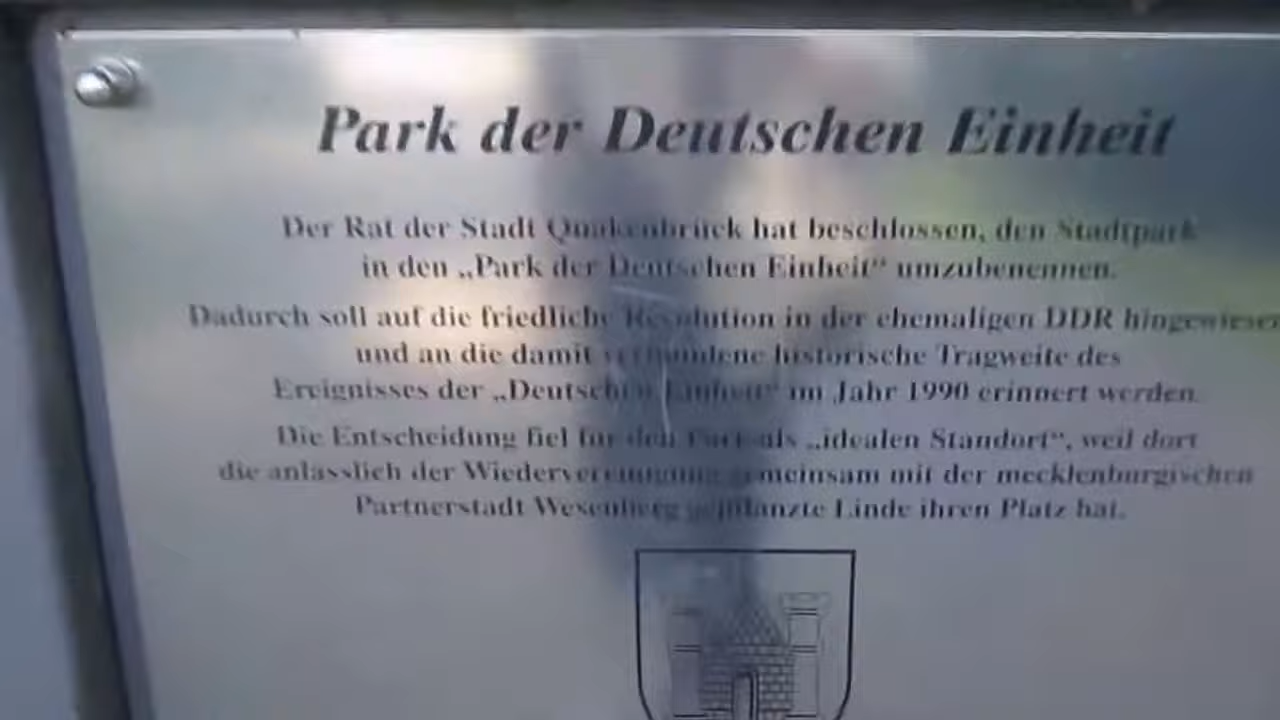 Park der Deutschen Einheit
Der Rat der Stadt Quakenbrück hat beschlossen, den Stadtpark
in den „Park der Deutschen Einheit“ umzubenennen.
Dadurch soll auf die friedliche Revolution in der ehemaligen DDR hingewiesen
und an die damit verbundene historische Tragweite des
Ereignisses der „Deutschen Einheit“ im Jahr 1990 erinnert werden.
Die Entscheidung fiel für den Park als „idealen Standort“, weil dort
die anlässlich der Wiedervereinigung gemeinsam mit der mecklenburgischen
Partnerstadt Wesenberg gepflanzte Linde ihren Platz hat.